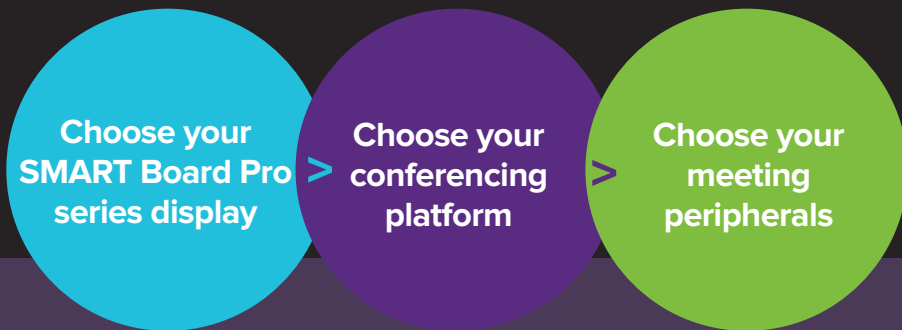 Choose your
SMART Board Pro
series display
>
Choose your
conferencing
platform
>
Choose your
meeting
peripherals